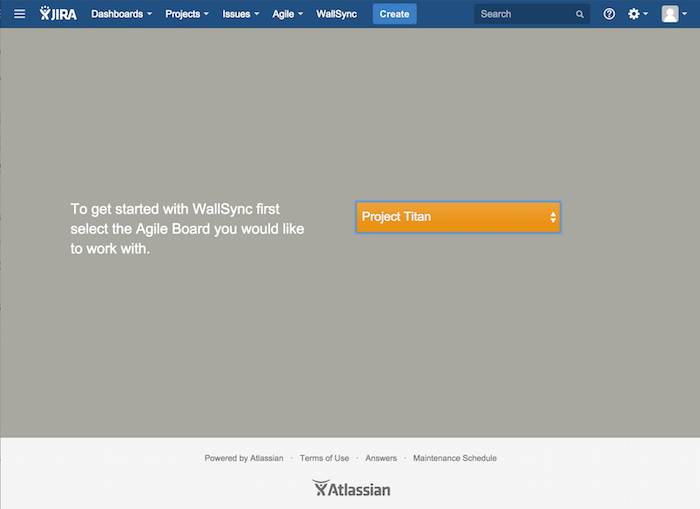 JIRA Dashboards Projects Issues Agile WallSync Create Search
To get started with WallSync first
select the Agile Board you would like
to work with.
Project Titan
Powered by Atlassian · Terms of Use · Answers · Maintenance Schedule
Atlassian